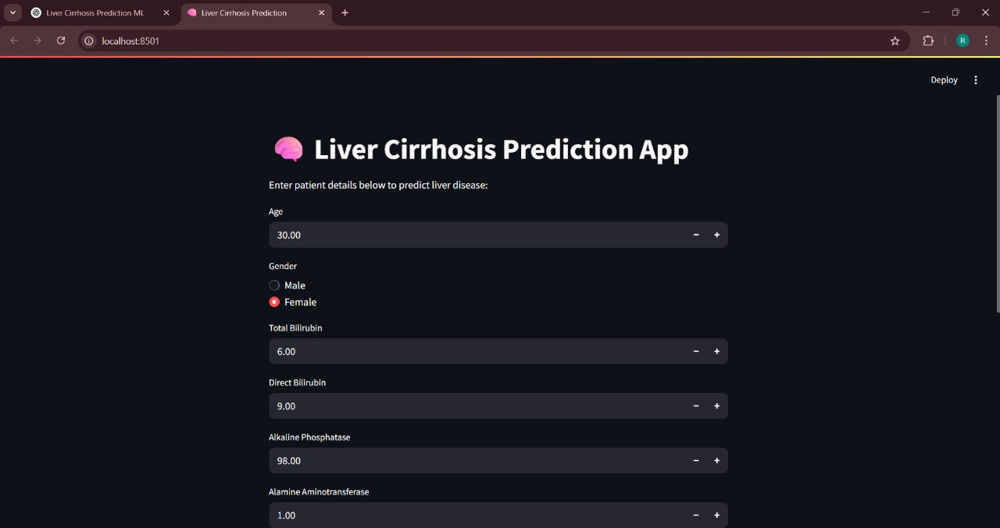 Liver Cirrhosis Prediction ML
Liver Cirrhosis Prediction
localhost:8501
R
Deploy
Liver Cirrhosis Prediction App
Enter patient details below to predict liver disease:
Age
30.00
Gender
Male
Female
Total Bilirubin
6.00
Direct Bilirubin
9.00
Alkaline Phosphatase
98.00
Alamine Aminotransferase
1.00